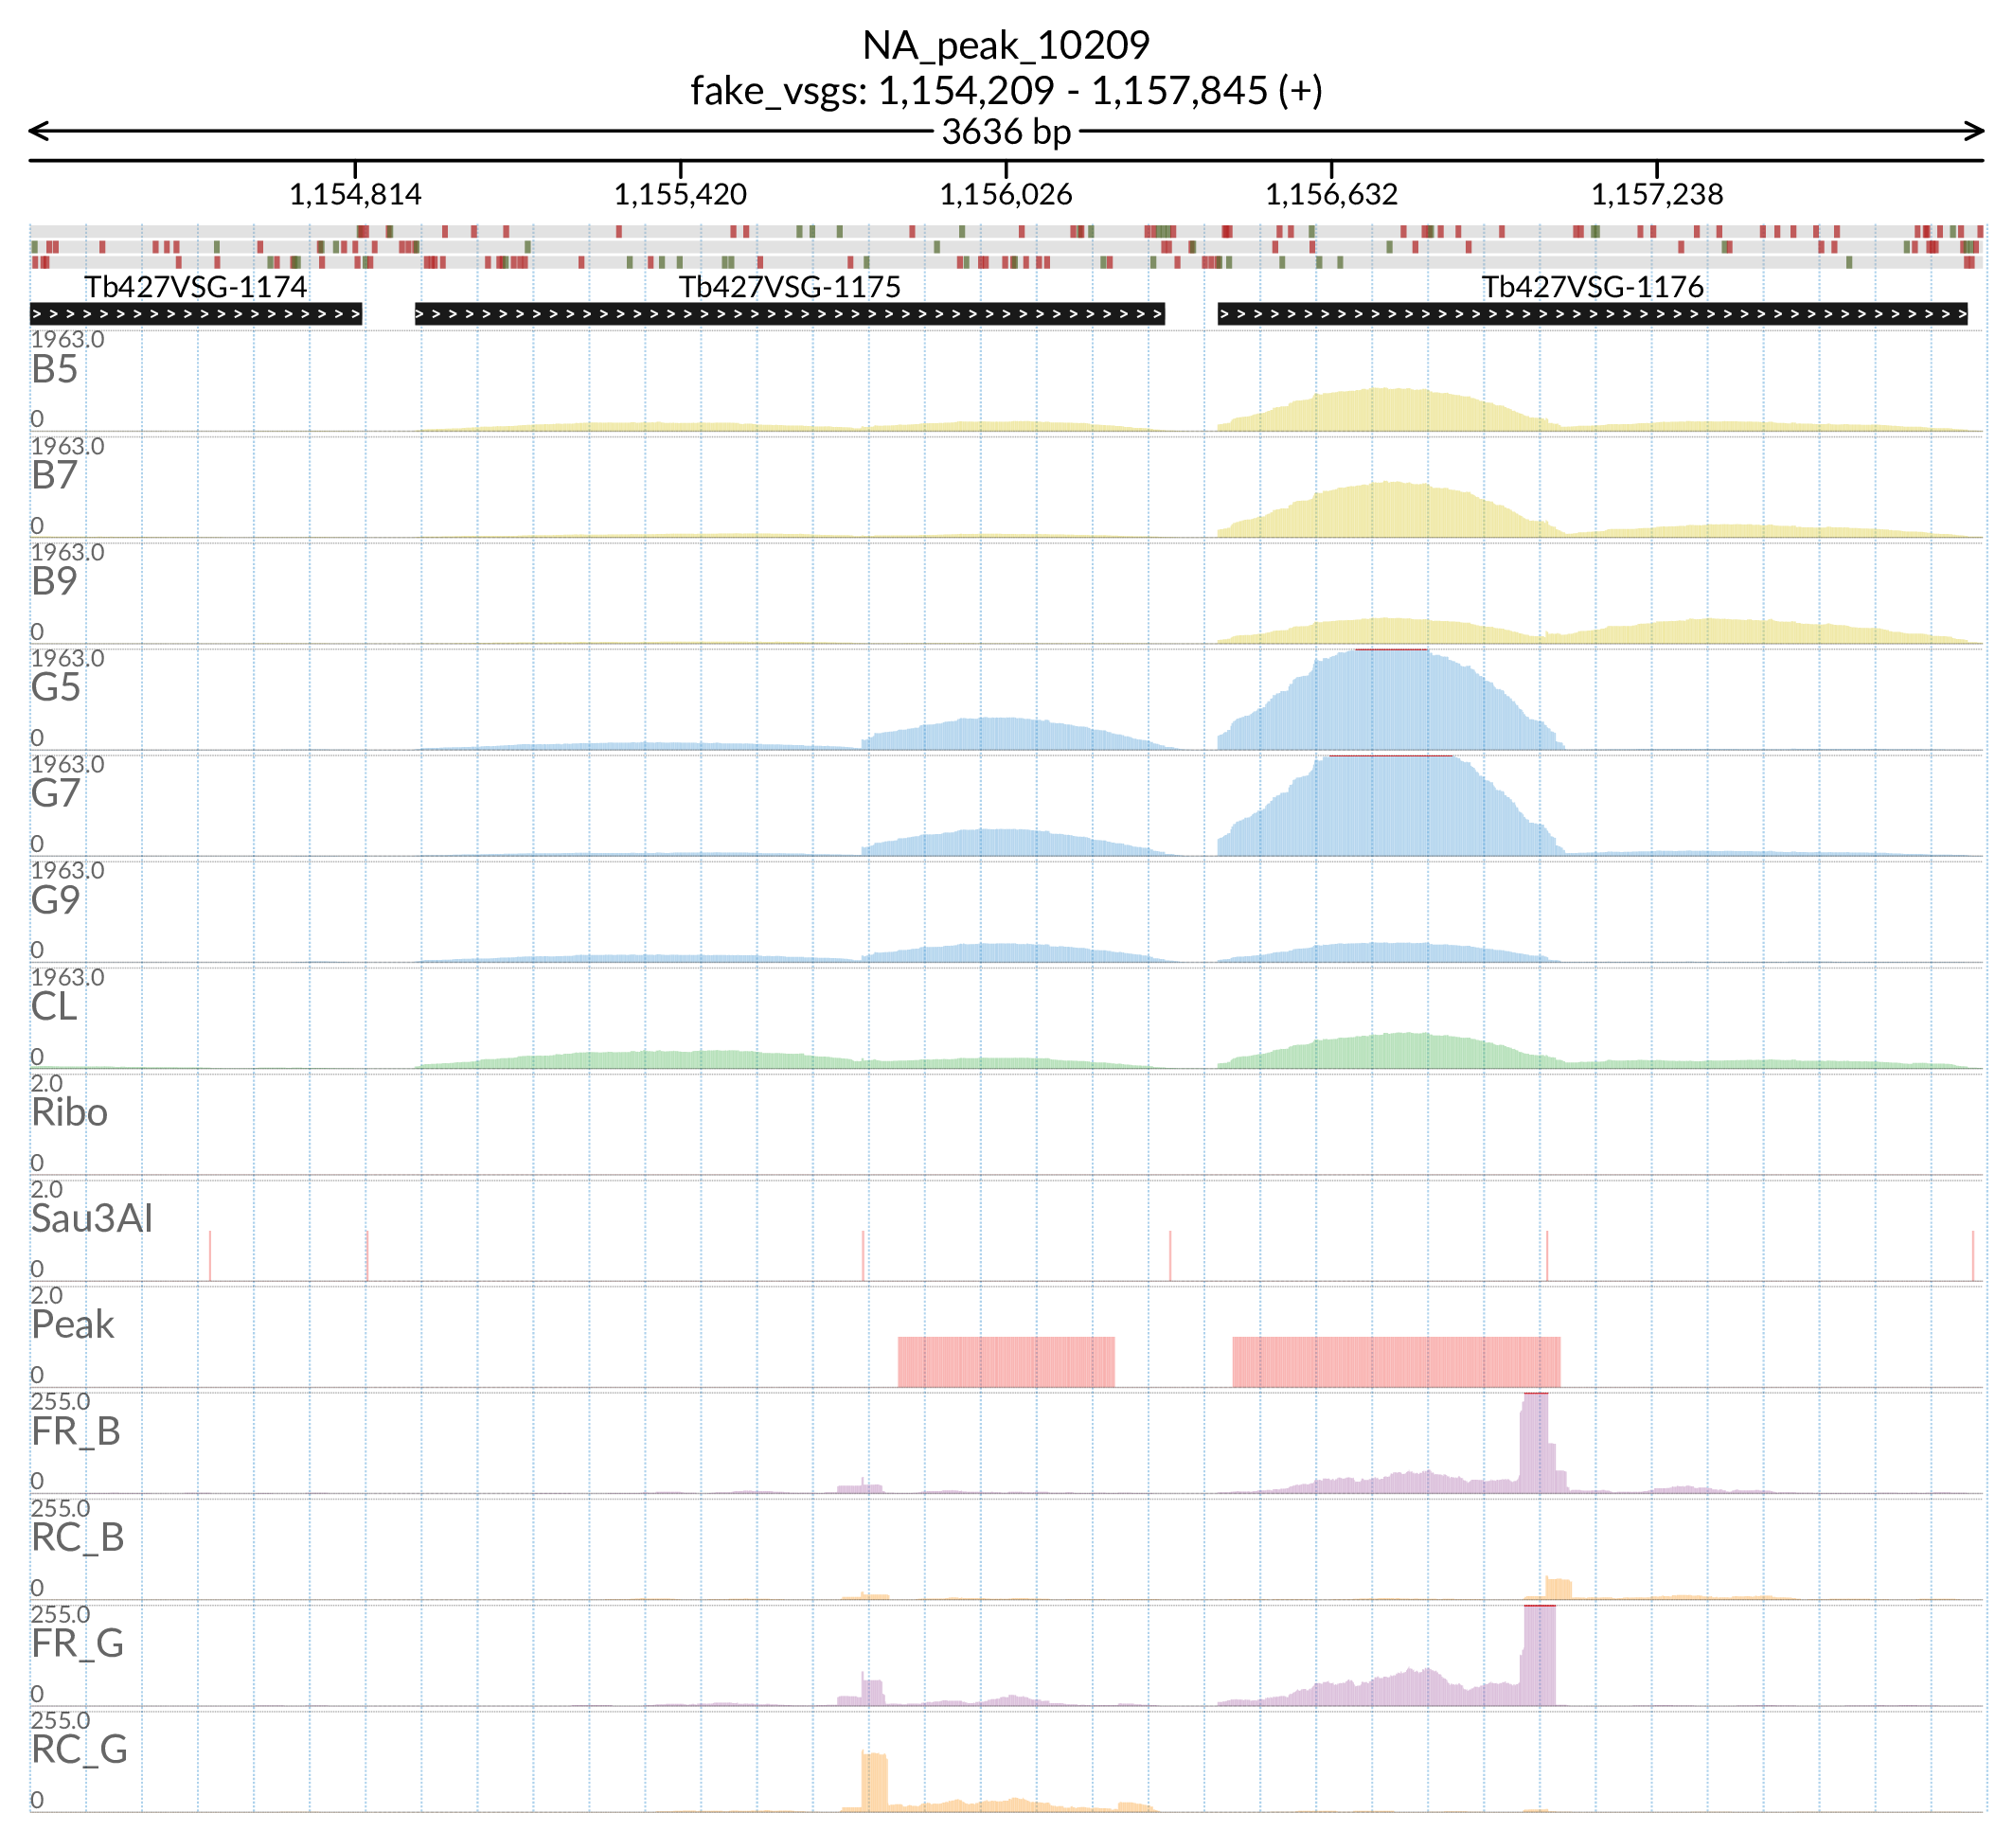 NA_peak_10209
fake_vsgs: 1,154,209 - 1,157,845 (+)
3636 bp
1,154,814 1,155,420 1,156,026 1,156,632 1,157,238
Tb427VSG-1174 Tb427VSG-1175 Tb427VSG-1176
1963.0
B5
0
1963.0
B7
0
1963.0
B9
0
1963.0
G5
0
1963.0
G7
0
1963.0
G9
0
1963.0
CL
0
2.0
Ribo
0
2.0
Sau3AI
0
2.0
Peak
0
255.0
FR_B
0
255.0
RC_B
0
255.0
FR_G
0
255.0
RC_G
0